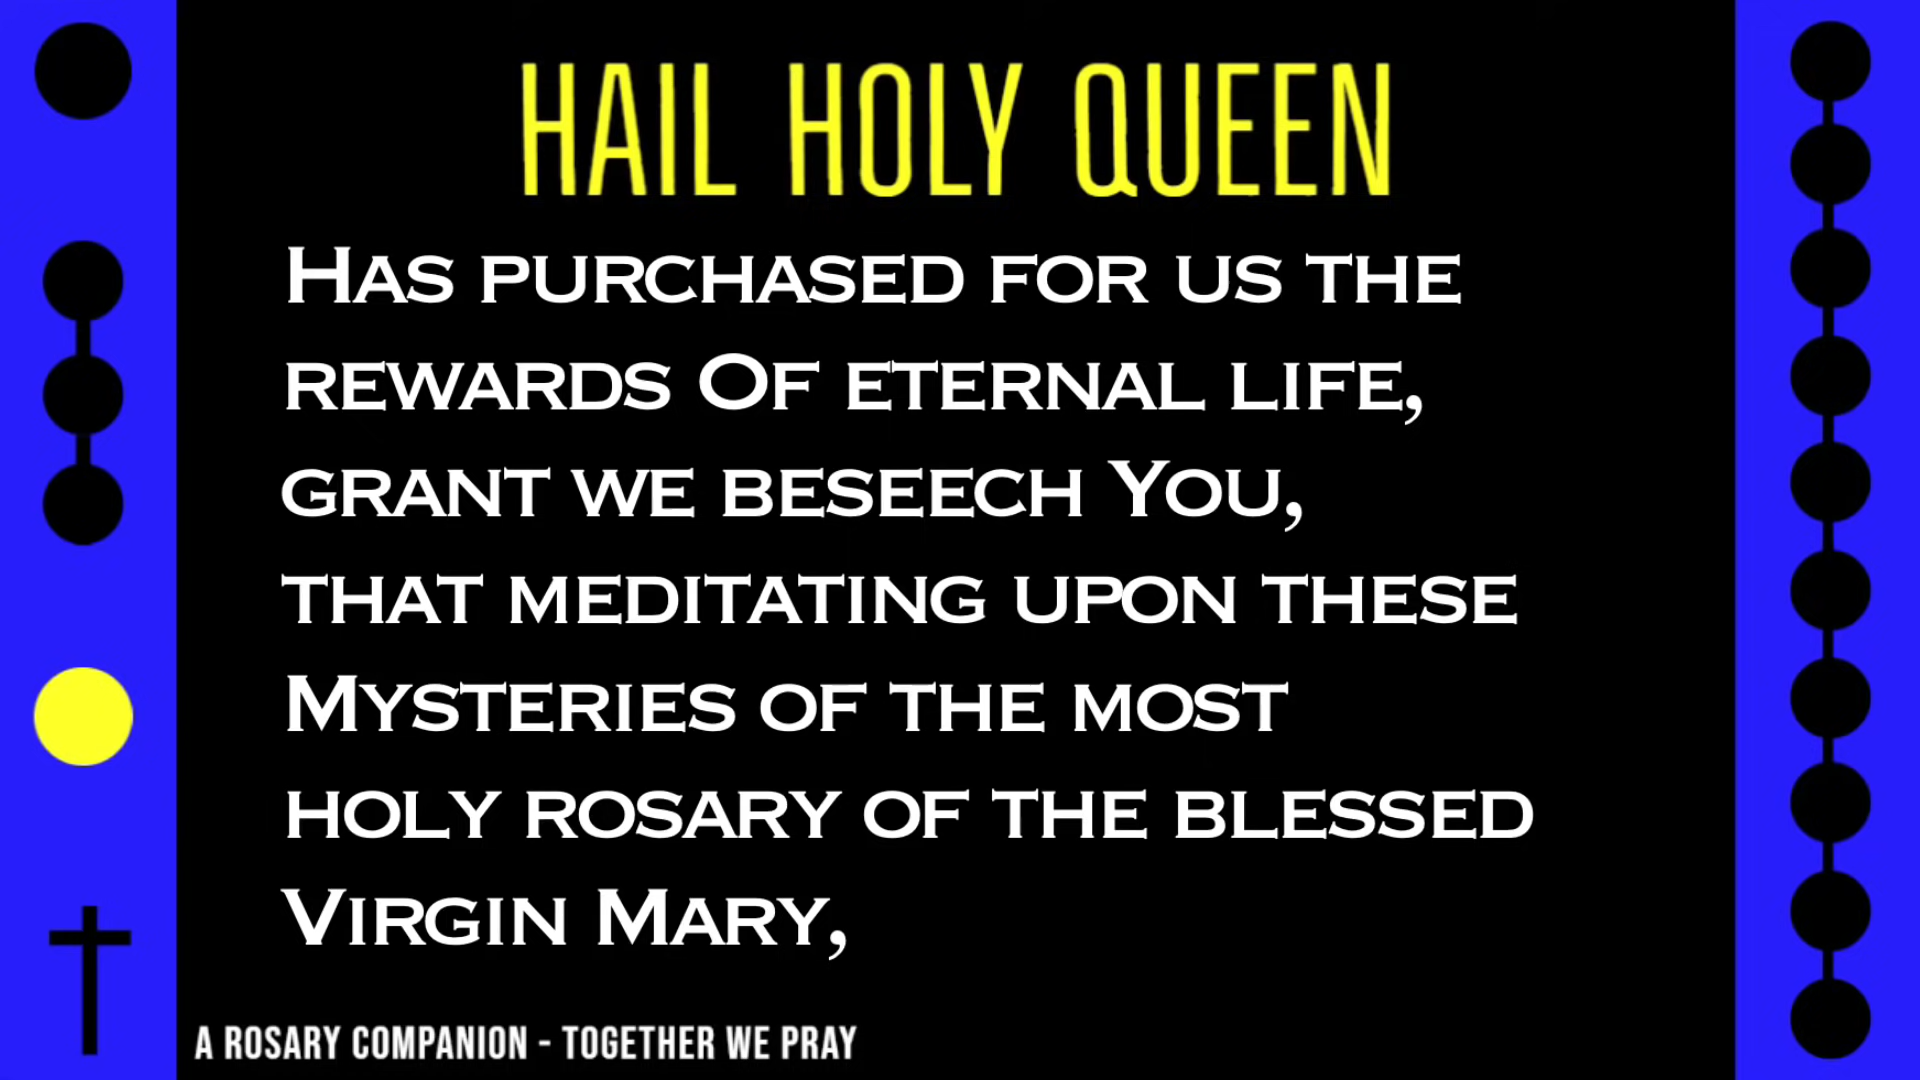 HAIL HOLY QUEEN
Has purchased for us the
rewards Of eternal life,
grant we beseech You,
that meditating upon these
Mysteries of the most
holy rosary of the blessed
Virgin Mary,
A ROSARY COMPANION - TOGETHER WE PRAY